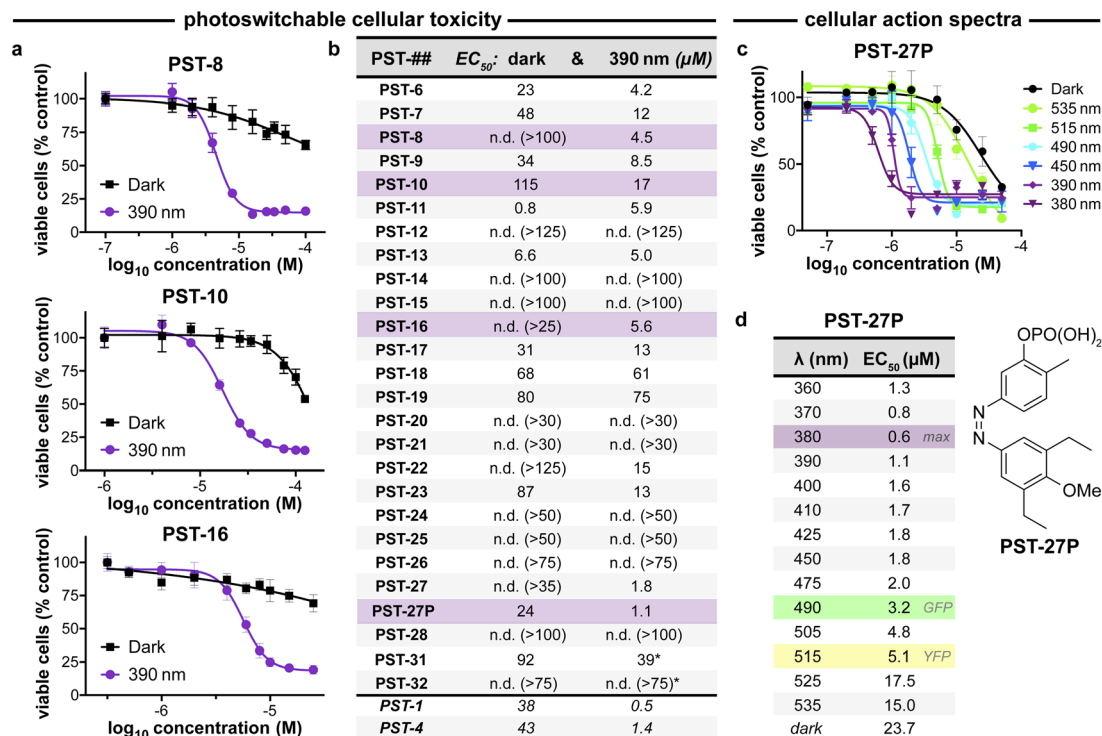 photoswitchable cellular toxicity
cellular action spectra
a
PST-8
viable cells (% control)
100
75
50
25
0
Dark
390 nm
-7 -6 -5 -4
log10 concentration (M)
PST-10
viable cells (% control)
100
75
50
25
0
Dark
390 nm
-6 -5 -4
log10 concentration (M)
PST-16
viable cells (% control)
100
75
50
25
0
Dark
390 nm
-6 -5
log10 concentration (M)
b
PST-## EC50: dark & 390 nm (µM)
PST-6 23 4.2
PST-7 48 12
PST-8 n.d. (>100) 4.5
PST-9 34 8.5
PST-10 115 17
PST-11 0.8 5.9
PST-12 n.d. (>125) n.d. (>125)
PST-13 6.6 5.0
PST-14 n.d. (>100) n.d. (>100)
PST-15 n.d. (>100) n.d. (>100)
PST-16 n.d. (>25) 5.6
PST-17 31 13
PST-18 68 61
PST-19 80 75
PST-20 n.d. (>30) n.d. (>30)
PST-21 n.d. (>30) n.d. (>30)
PST-22 n.d. (>125) 15
PST-23 87 13
PST-24 n.d. (>50) n.d. (>50)
PST-25 n.d. (>50) n.d. (>50)
PST-26 n.d. (>75) n.d. (>75)
PST-27 n.d. (>35) 1.8
PST-27P 24 1.1
PST-28 n.d. (>100) n.d. (>100)
PST-31 92 39*
PST-32 n.d. (>75) n.d. (>75)*
PST-1 38 0.5
PST-4 43 1.4
c
PST-27P
viable cells (% control)
100
50
0
-7 -6 -5 -4
log10 concentration (M)
Dark
535 nm
515 nm
490 nm
450 nm
390 nm
380 nm
d
PST-27P
λ (nm) EC50 (µM)
360 1.3
370 0.8
380 0.6 max
390 1.1
400 1.6
410 1.7
425 1.8
450 1.8
475 2.0
490 3.2 GFP
505 4.8
515 5.1 YFP
525 17.5
535 15.0
dark 23.7
OPO(OH)2
N
N
OMe
PST-27P